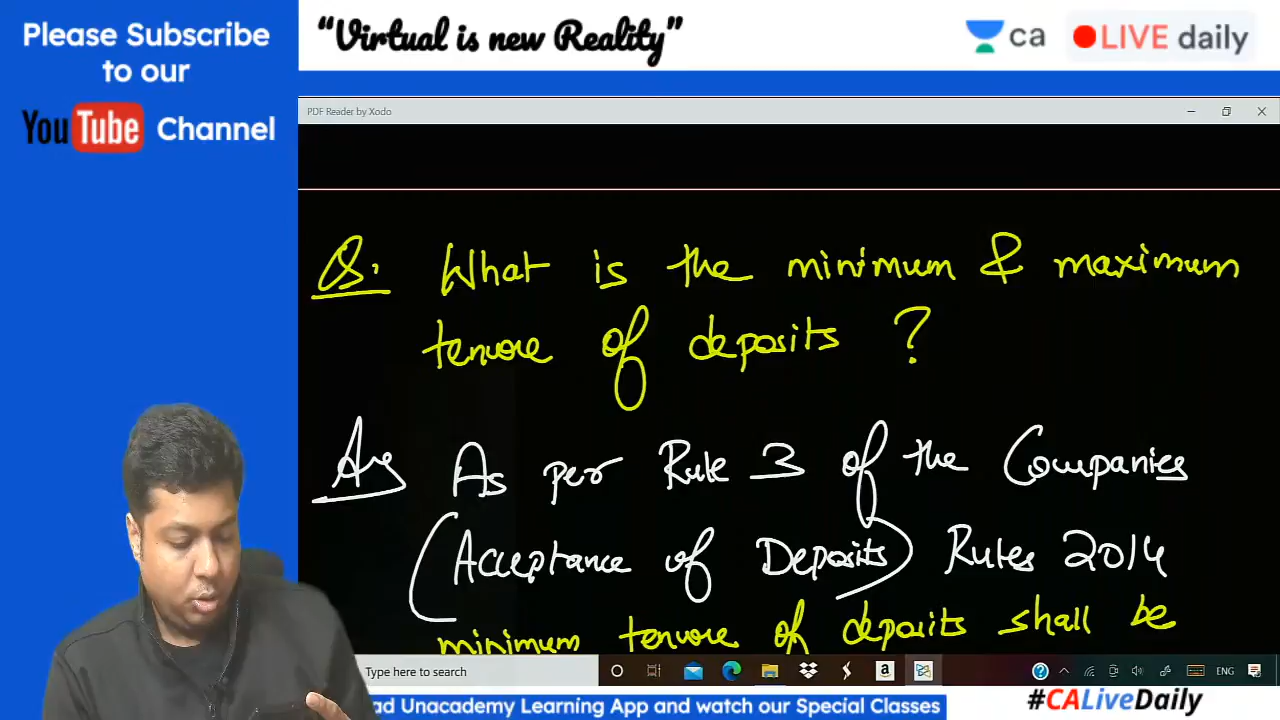 Please Subscribe
to our
YouTube Channel
“Virtual is new Reality”
ca
LIVE daily
PDF Reader by Xodo
Q. What is the minimum & maximum
tenure of deposits ?
Ans As per Rule 3 of the Companies
(Acceptance of Deposits) Rules 2014
minimum tenure of deposits shall be
Type here to search
a
ENG
ad Unacademy Learning App and watch our Special Classes
#CALiveDaily